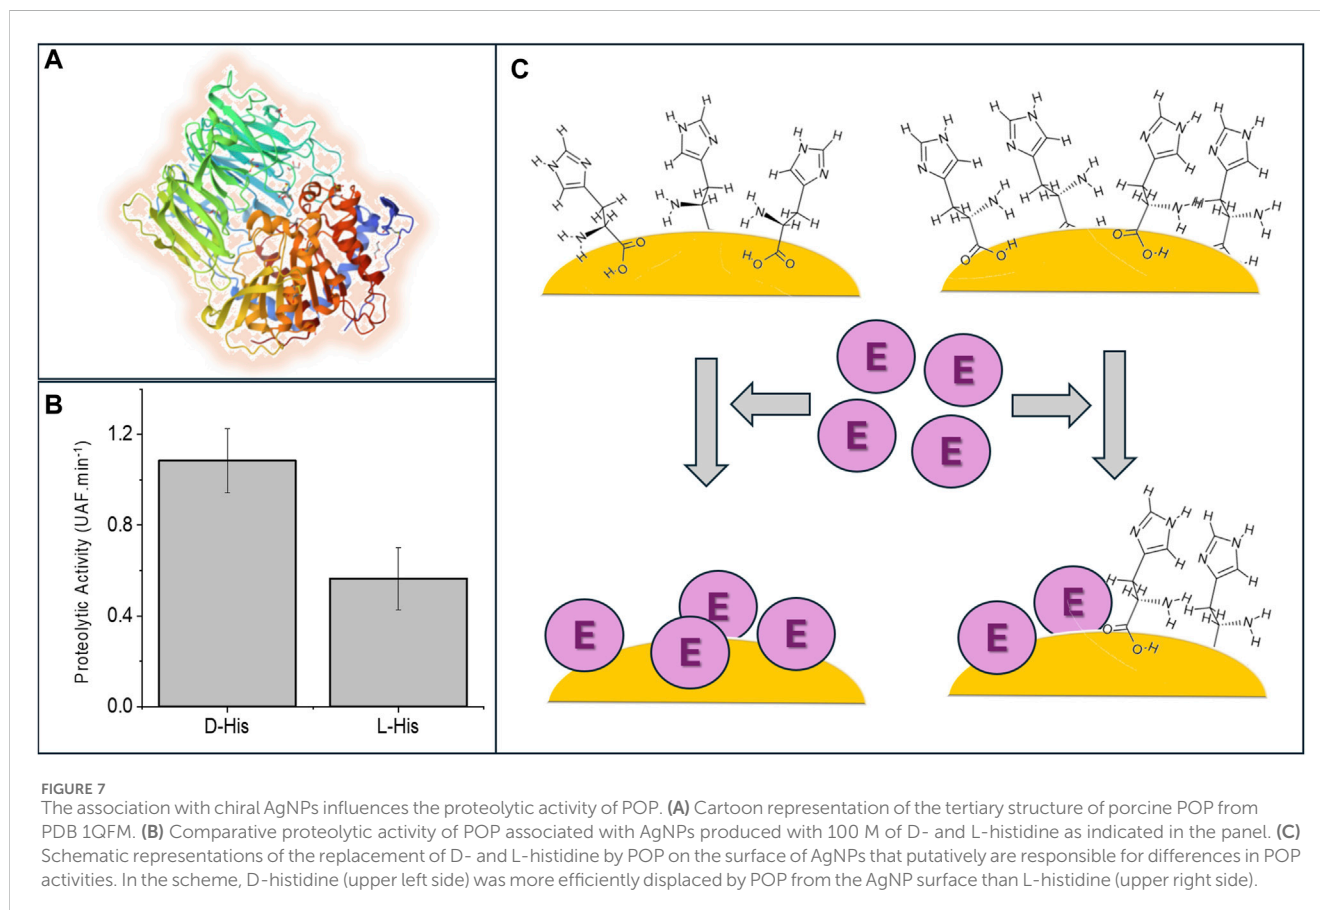 A
B
Proteolytic Activity (UAF.min-1)
1.2
0.8
0.4
0.0
D-His
L-His
C
E
E
E
E
E
E
E
E
E
E
FIGURE 7
The association with chiral AgNPs influences the proteolytic activity of POP. (A) Cartoon representation of the tertiary structure of porcine POP from
PDB 1QFM. (B) Comparative proteolytic activity of POP associated with AgNPs produced with 100 M of D- and L-histidine as indicated in the panel. (C)
Schematic representations of the replacement of D- and L-histidine by POP on the surface of AgNPs that putatively are responsible for differences in POP
activities. In the scheme, D-histidine (upper left side) was more efficiently displaced by POP from the AgNP surface than L-histidine (upper right side).